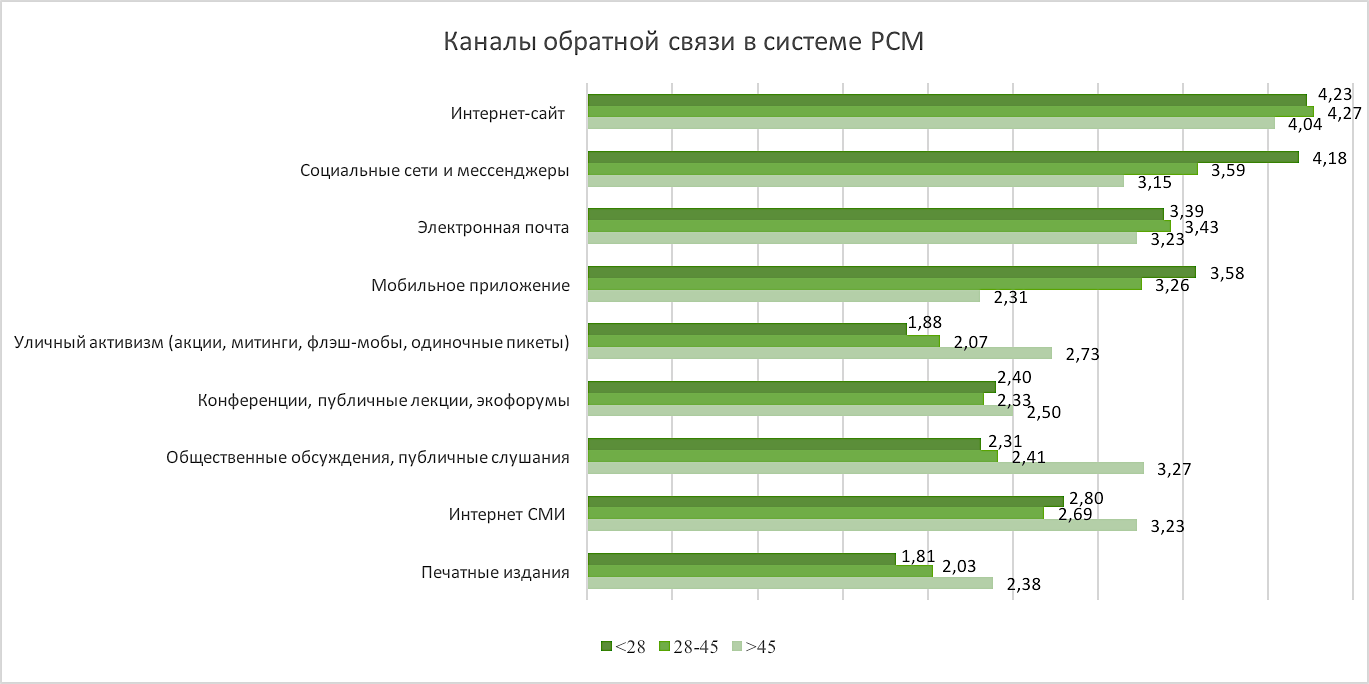 Каналы обратной связи в системе РСМ
Интернет-сайт
4,23
4,27
4,04
Социальные сети и мессенджеры
4,18
3,59
3,15
Электронная почта
3,39
3,43
3,23
Мобильное приложение
3,58
3,26
2,31
Уличный активизм (акции, митинги, флэш-мобы, одиночные пикеты)
1,88
2,07
2,73
Конференции, публичные лекции, экофорумы
2,40
2,33
2,50
Общественные обсуждения, публичные слушания
2,31
2,41
3,27
Интернет СМИ
2,80
2,69
3,23
Печатные издания
1,81
2,03
2,38
<28 28-45 >45